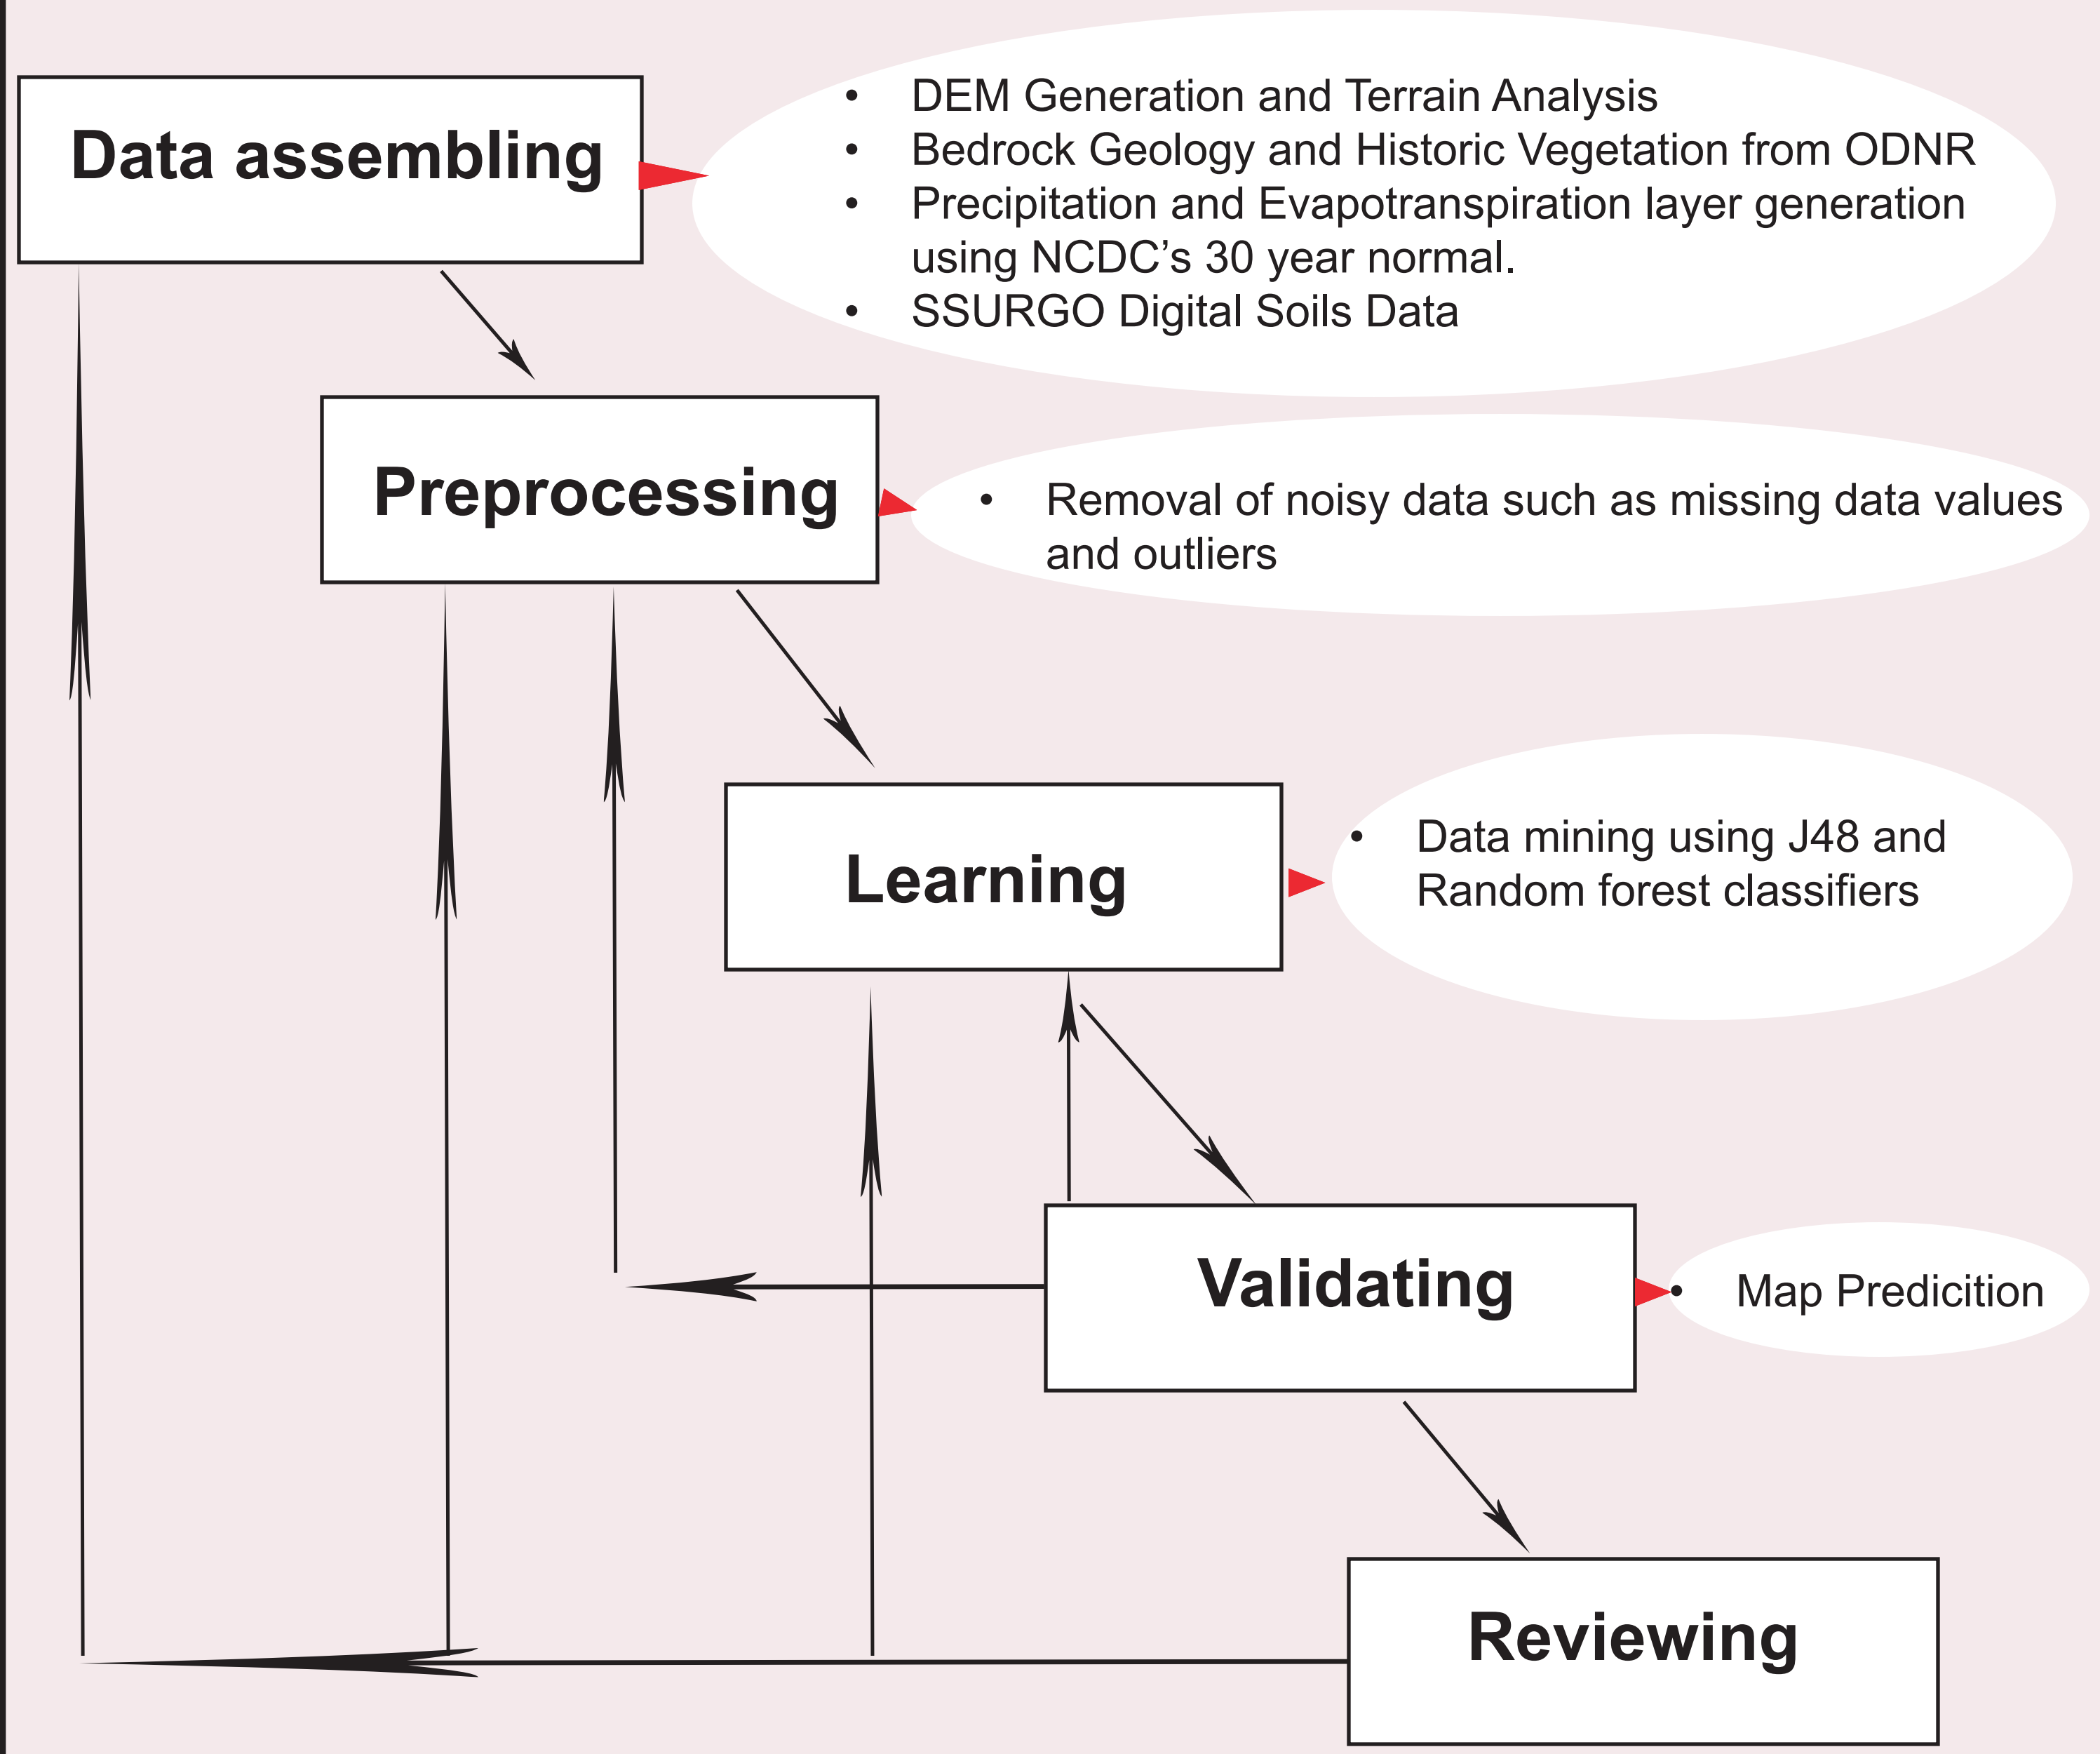 Data assembling
• DEM Generation and Terrain Analysis
• Bedrock Geology and Historic Vegetation from ODNR
• Precipitation and Evapotranspiration layer generation
using NCDC’s 30 year normal.
• SSURGO Digital Soils Data
Preprocessing
• Removal of noisy data such as missing data values
and outliers
Learning
• Data mining using J48 and
Random forest classifiers
Validating
• Map Predicition
Reviewing